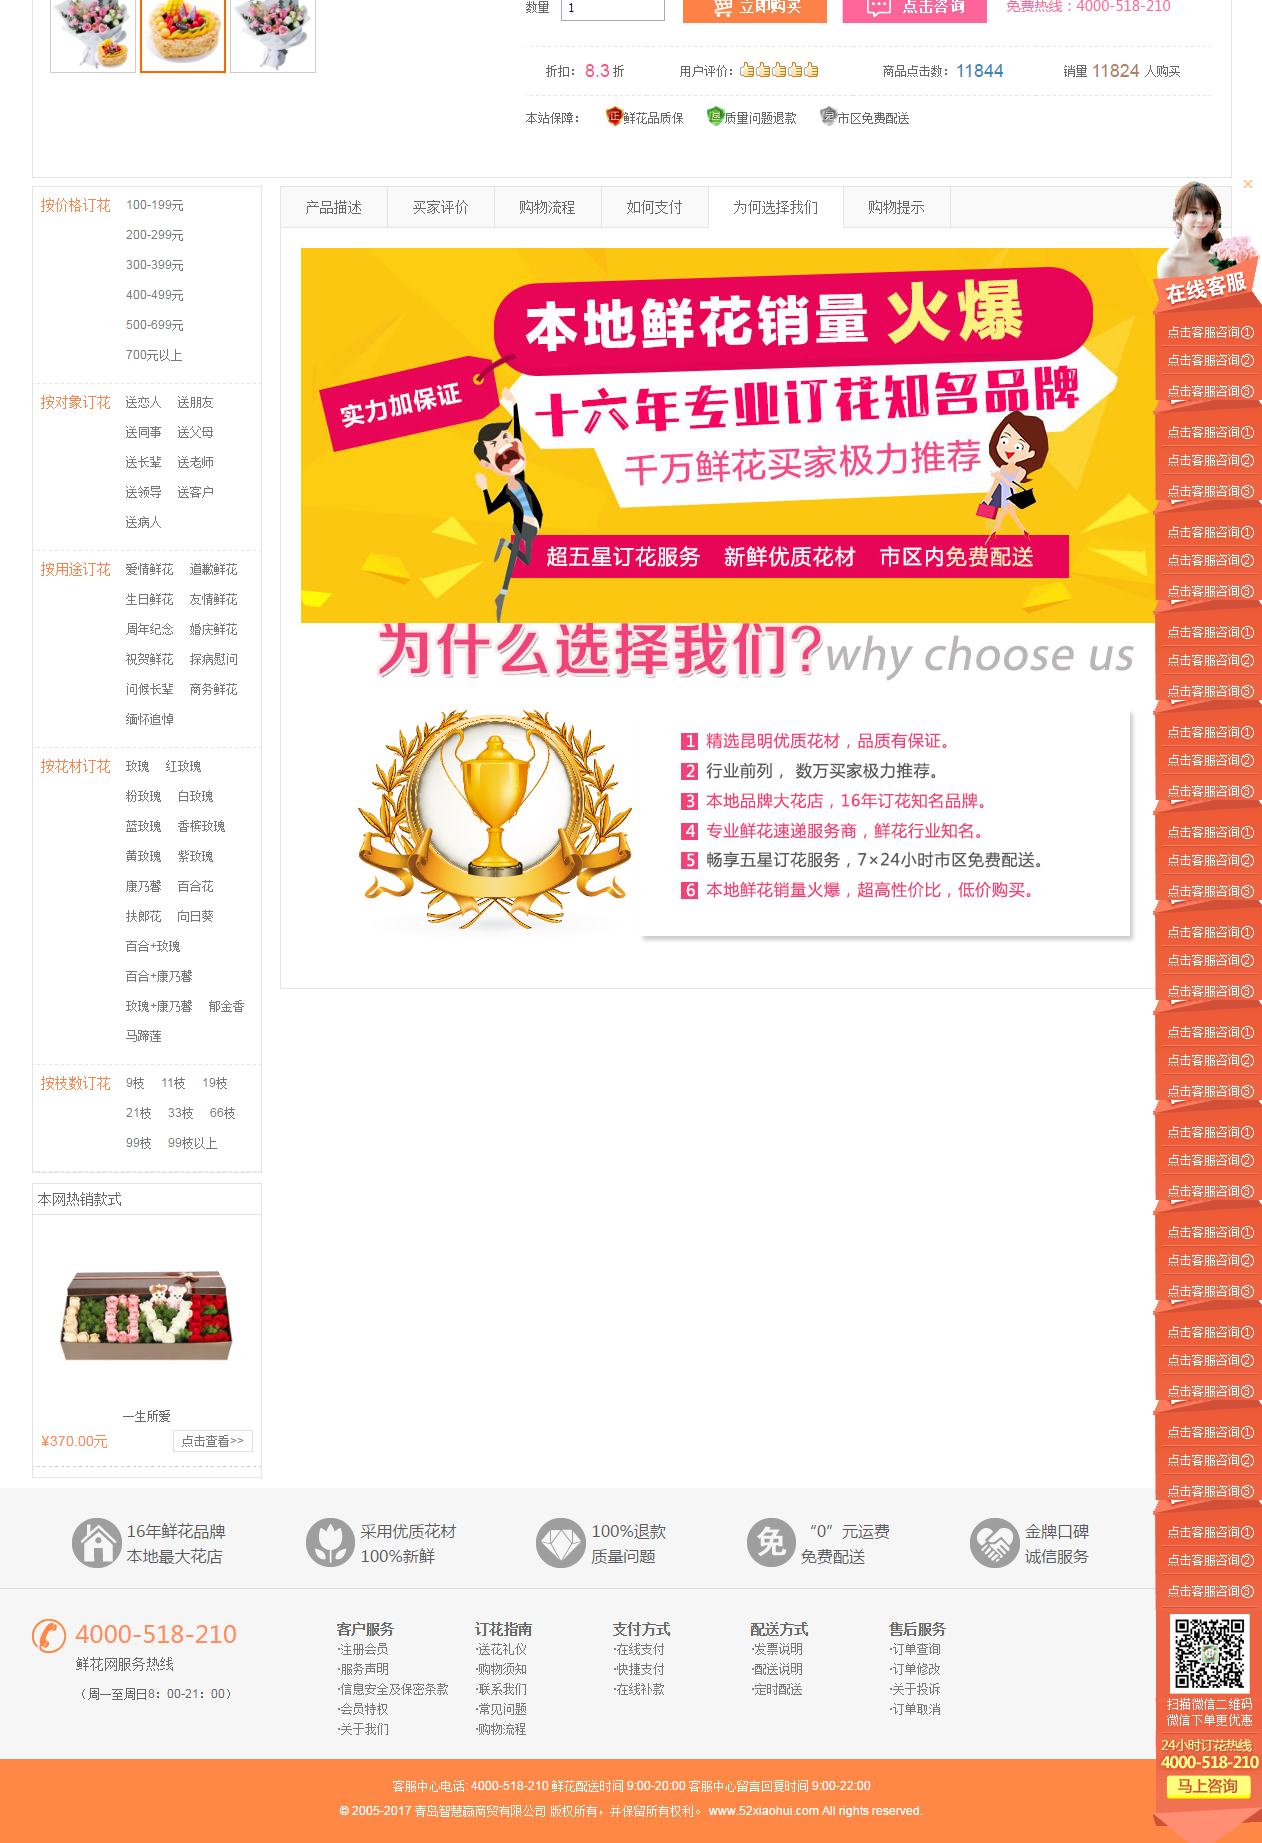 数量 1 立即购买 点击咨询 免费热线：4000-518-210
折扣： 8.3 折 用户评价： 商品点击数： 11844 销量 11824 人购买
本站保障： 鲜花品质保 质量问题退款 市区免费配送
产品描述 买家评价 购物流程 如何支付 为何选择我们 购物提示
按价格订花 100-199元
200-299元
300-399元
400-499元
500-699元
700元以上
按对象订花 送恋人 送朋友
送同事 送父母
送长辈 送老师
送领导 送客户
送病人
按用途订花 爱情鲜花 道歉鲜花
生日鲜花 友情鲜花
周年纪念 婚庆鲜花
祝贺鲜花 探病慰问
问候长辈 商务鲜花
缅怀追悼
按花材订花 玫瑰 红玫瑰
粉玫瑰 白玫瑰
蓝玫瑰 香槟玫瑰
黄玫瑰 紫玫瑰
康乃馨 百合花
扶郎花 向日葵
百合+玫瑰
百合+康乃馨
玫瑰+康乃馨 郁金香
马蹄莲
按枝数订花 9枝 11枝 19枝
21枝 33枝 66枝
99枝 99枝以上
本网热销款式
一生所爱
¥370.00元 点击查看>>
本地鲜花销量 火爆
实力加保证
十六年专业订花知名品牌
千万鲜花买家极力推荐
超五星订花服务 新鲜优质花材 市区内免费配送
为什么选择我们?why choose us
1 精选昆明优质花材，品质有保证。
2 行业前列， 数万买家极力推荐。
3 本地品牌大花店，16年订花知名品牌。
4 专业鲜花速递服务商，鲜花行业知名。
5 畅享五星订花服务，7×24小时市区免费配送。
6 本地鲜花销量火爆，超高性价比，低价购买。
×
在线客服
点击客服咨询①
点击客服咨询②
点击客服咨询③
点击客服咨询①
点击客服咨询②
点击客服咨询③
点击客服咨询①
点击客服咨询②
点击客服咨询③
点击客服咨询①
点击客服咨询②
点击客服咨询③
点击客服咨询①
点击客服咨询②
点击客服咨询③
点击客服咨询①
点击客服咨询②
点击客服咨询③
点击客服咨询①
点击客服咨询②
点击客服咨询③
点击客服咨询①
点击客服咨询②
点击客服咨询③
点击客服咨询①
点击客服咨询②
点击客服咨询③
点击客服咨询①
点击客服咨询②
点击客服咨询③
点击客服咨询①
点击客服咨询②
点击客服咨询③
点击客服咨询①
点击客服咨询②
点击客服咨询③
点击客服咨询①
点击客服咨询②
点击客服咨询③
扫描微信二维码
微信下单更优惠
24小时订花热线
4000-518-210
马上咨询
16年鲜花品牌 采用优质花材 100%退款 免 “0”元运费 金牌口碑
本地最大花店 100%新鲜 质量问题 免费配送 诚信服务
4000-518-210
鲜花网服务热线
（周一至周日8：00-21：00）
客户服务 订花指南 支付方式 配送方式 售后服务
·注册会员 ·送花礼仪 ·在线支付 ·发票说明 ·订单查询
·服务声明 ·购物须知 ·快捷支付 ·配送说明 ·订单修改
·信息安全及保密条款 ·联系我们 ·在线补款 ·定时配送 ·关于投诉
·会员特权 ·常见问题 ·订单取消
·关于我们 ·购物流程
客服中心电话: 4000-518-210 鲜花配送时间 9:00-20:00 客服中心留言回复时间 9:00-22:00
© 2005-2017 青岛智慧赢商贸有限公司 版权所有，并保留所有权利。 www.52xiaohui.com All rights reserved.